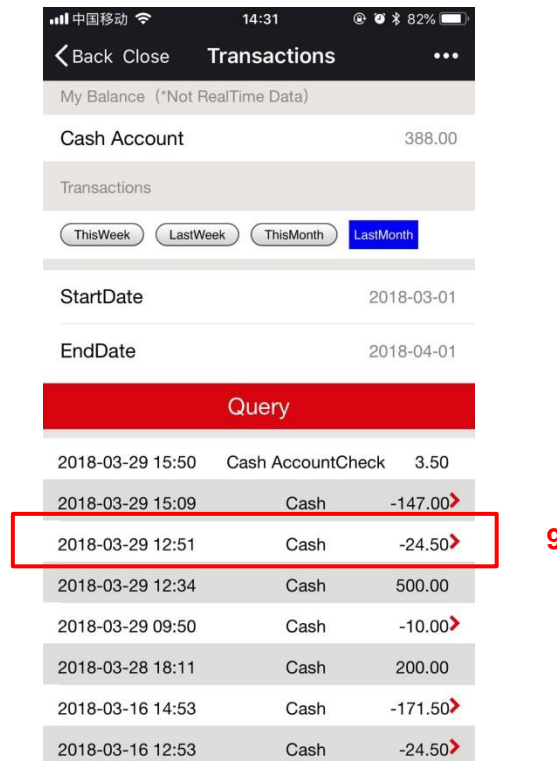 中国移动 14:31 82%
Back Close Transactions •••
My Balance (*Not RealTime Data)
Cash Account 388.00
Transactions
ThisWeek LastWeek ThisMonth LastMonth
StartDate 2018-03-01
EndDate 2018-04-01
Query
2018-03-29 15:50 Cash AccountCheck 3.50
2018-03-29 15:09 Cash -147.00
2018-03-29 12:51 Cash -24.50
9
2018-03-29 12:34 Cash 500.00
2018-03-29 09:50 Cash -10.00
2018-03-28 18:11 Cash 200.00
2018-03-16 14:53 Cash -171.50
2018-03-16 12:53 Cash -24.50